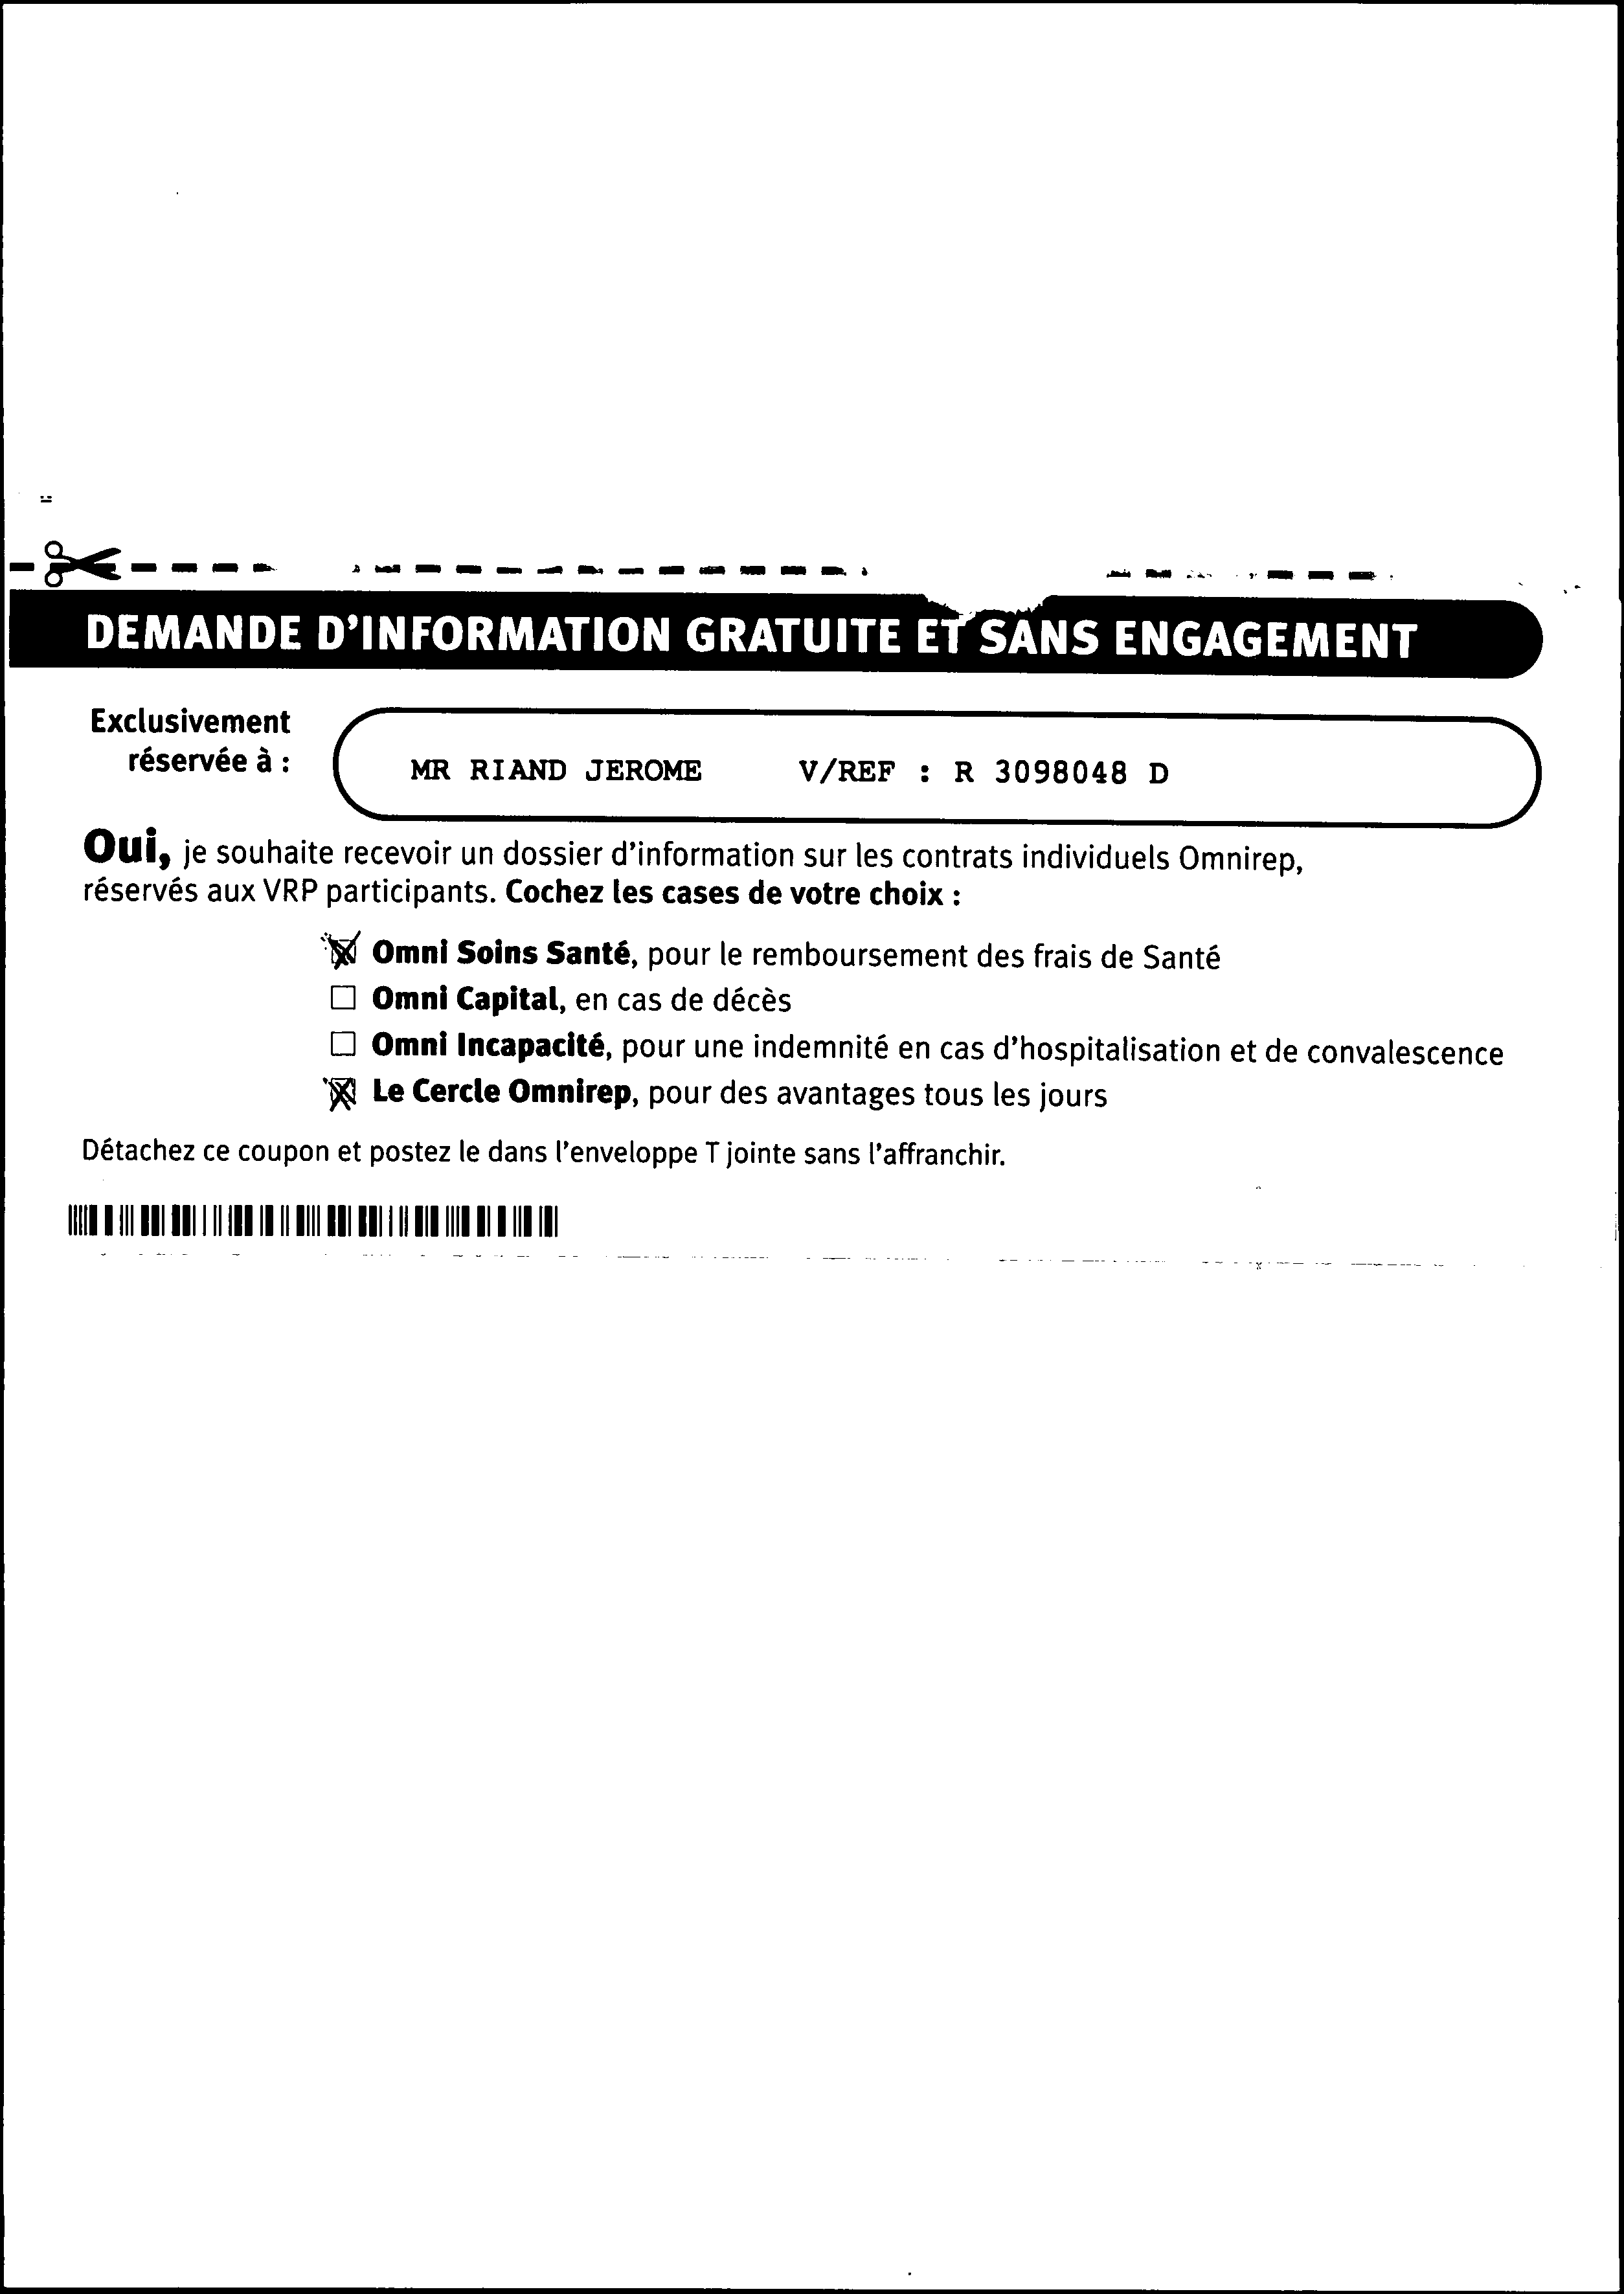 DEMANDE D'INFORMATION GRATUITE ET SANS ENGAGEMENT
Exclusivement
réservée à :
MR RIAND JEROME V/REF : R 3098048 D
Oui, je souhaite recevoir un dossier d'information sur les contrats individuels Omnirep,
réservés aux VRP participants. Cochez les cases de votre choix :
Omni Soins Santé, pour le remboursement des frais de Santé
Omni Capital, en cas de décès
Omni Incapacité, pour une indemnité en cas d'hospitalisation et de convalescence
Le Cercle Omnirep, pour des avantages tous les jours
Détachez ce coupon et postez le dans l'enveloppe T jointe sans l'affranchir.